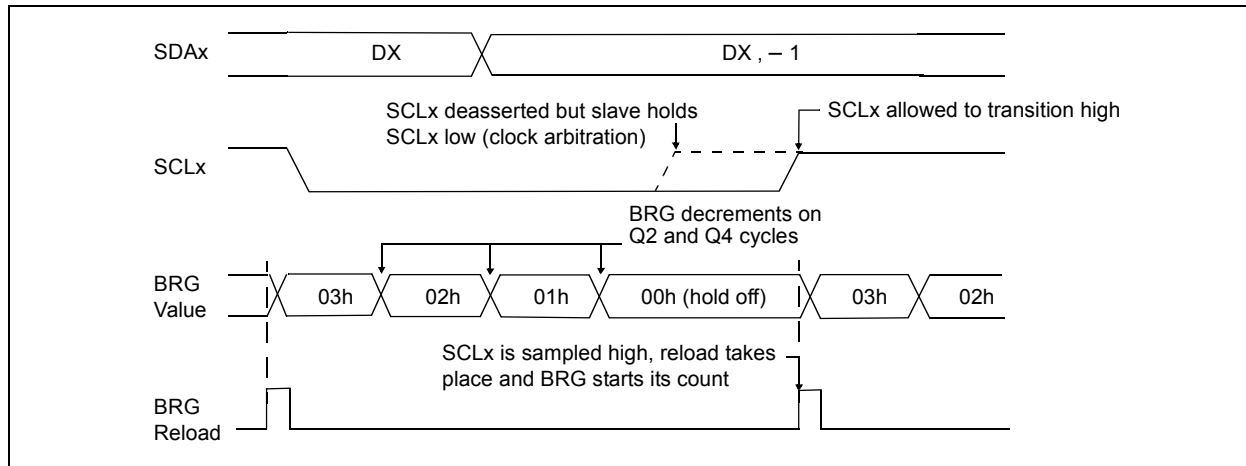 SDAx
DX
DX , – 1
SCLx deasserted but slave holds
SCLx low (clock arbitration)
SCLx allowed to transition high
SCLx
BRG decrements on
Q2 and Q4 cycles
BRG
Value
03h
02h
01h
00h (hold off)
03h
02h
SCLx is sampled high, reload takes
place and BRG starts its count
BRG
Reload